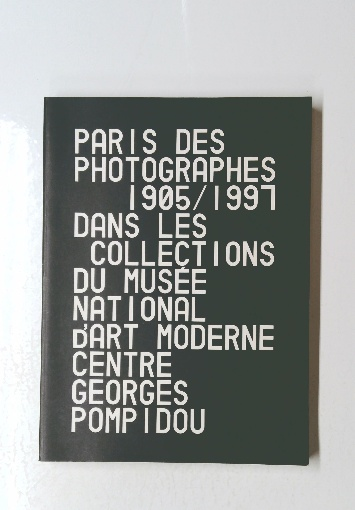 PARIS DES
PHOTOGRAPHES
1905/1997
DANS LES
COLLECTIONS
DU MUSÉE
NATIONAL
D'ART MODERNE
CENTRE
GEORGES
POMPIDOU